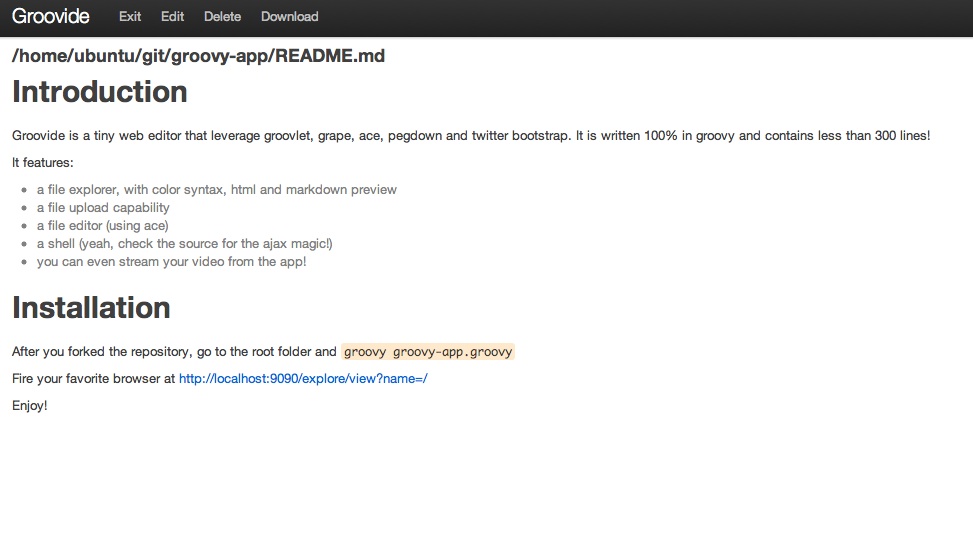 Groovide Exit Edit Delete Download
/home/ubuntu/git/groovy-app/README.md
Introduction
Groovide is a tiny web editor that leverage groovlet, grape, ace, pegdown and twitter bootstrap. It is written 100% in groovy and contains less than 300 lines!
It features:
• a file explorer, with color syntax, html and markdown preview
• a file upload capability
• a file editor (using ace)
• a shell (yeah, check the source for the ajax magic!)
• you can even stream your video from the app!
Installation
After you forked the repository, go to the root folder and groovy groovy-app.groovy
Fire your favorite browser at http://localhost:9090/explore/view?name=/
Enjoy!